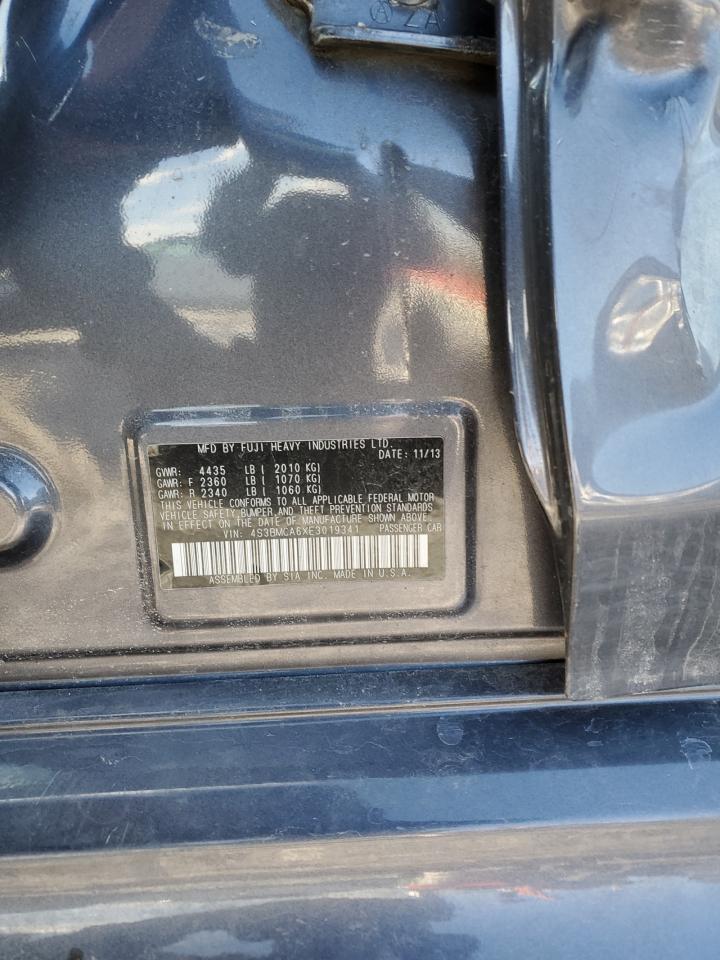 ZA
MFD BY FUJI HEAVY INDUSTRIES LTD.
DATE: 11/13
GVWR: 4435 LB ( 2010 KG)
GAWR: F 2360 LB ( 1070 KG)
GAWR: R 2340 LB ( 1060 KG)
THIS VEHICLE CONFORMS TO ALL APPLICABLE FEDERAL MOTOR
VEHICLE SAFETY, BUMPER, AND THEFT PREVENTION STANDARDS
IN EFFECT ON THE DATE OF MANUFACTURE SHOWN ABOVE.
VIN: 4S3BMCA6XE3019341 PASSENGER CAR
ASSEMBLED BY SIA INC. MADE IN U.S.A.